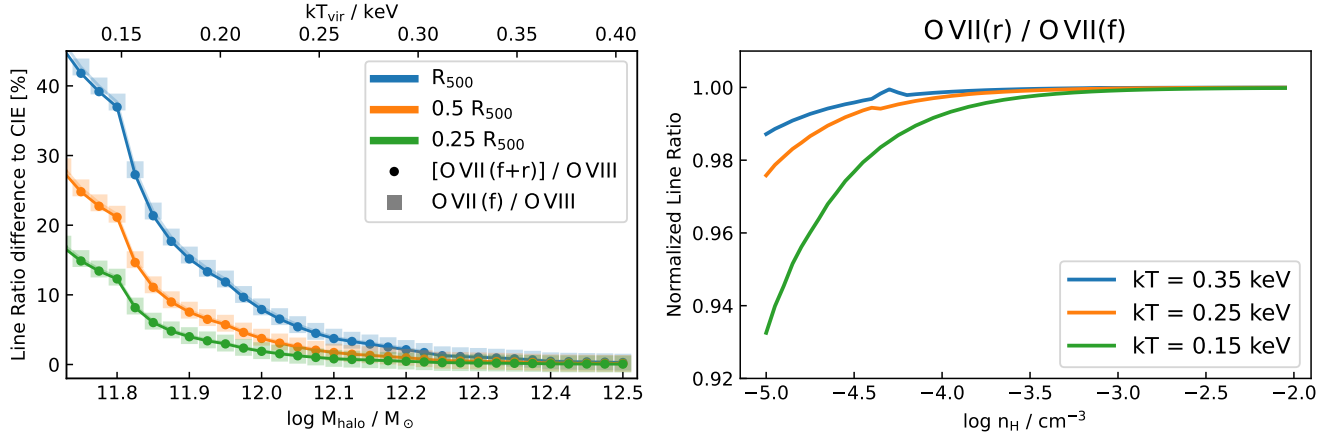 kT_vir / keV
0.15 0.20 0.25 0.30 0.35 0.40
Line Ratio difference to CIE [%]
40
30
20
10
0
R_500
0.5 R_500
0.25 R_500
[O VII (f+r)] / O VIII
O VII (f) / O VIII
11.8 11.9 12.0 12.1 12.2 12.3 12.4 12.5
log M_halo / M_⊙
O VII(r) / O VII(f)
Normalized Line Ratio
1.00
0.98
0.96
0.94
0.92
kT = 0.35 keV
kT = 0.25 keV
kT = 0.15 keV
−5.0 −4.5 −4.0 −3.5 −3.0 −2.5 −2.0
log n_H / cm⁻³